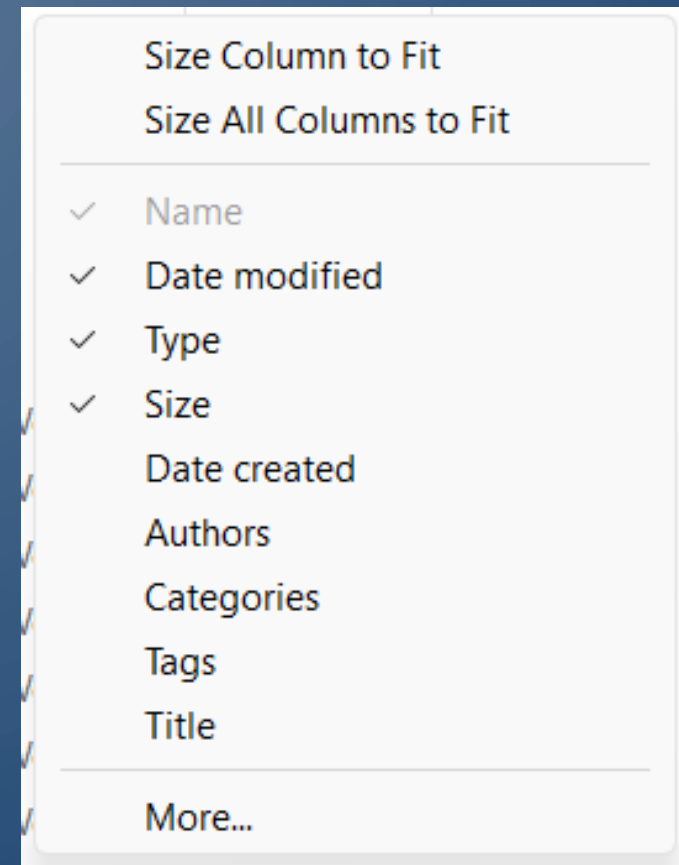 Size Column to Fit
Size All Columns to Fit
Name
Date modified
Type
Size
Date created
Authors
Categories
Tags
Title
More...